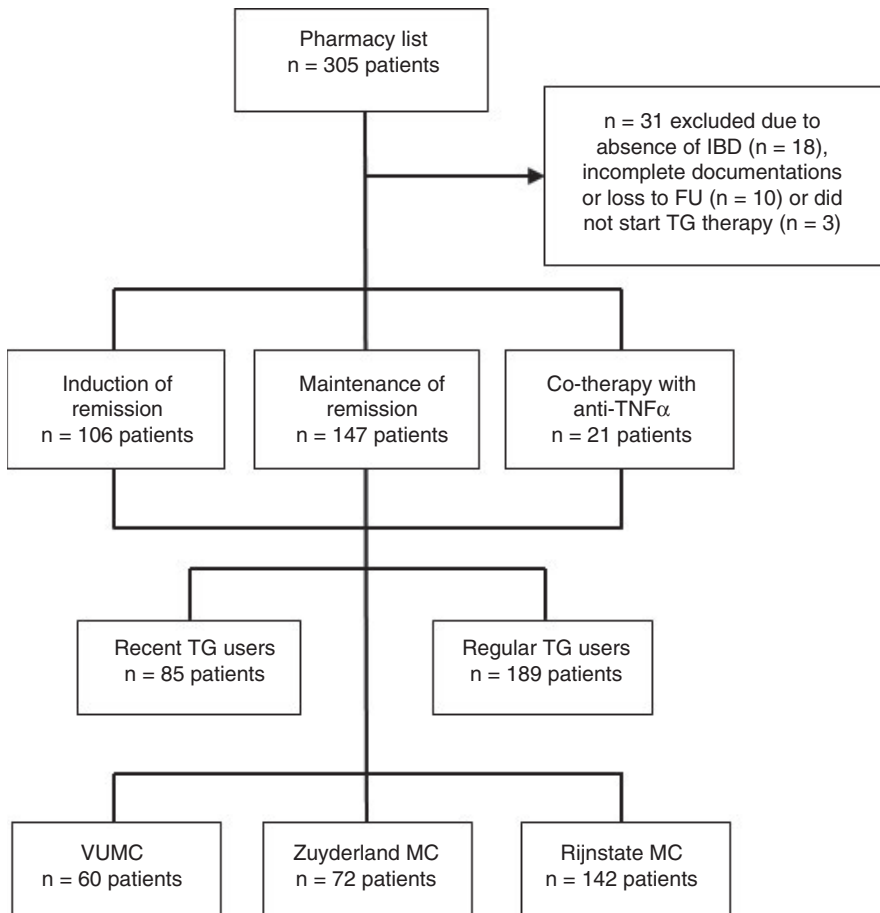 Pharmacy list
n = 305 patients
n = 31 excluded due to
absence of IBD (n = 18),
incomplete documentations
or loss to FU (n = 10) or did
not start TG therapy (n = 3)
Induction of
remission
n = 106 patients
Maintenance of
remission
n = 147 patients
Co-therapy with
anti-TNFα
n = 21 patients
Recent TG users
n = 85 patients
Regular TG users
n = 189 patients
VUMC
n = 60 patients
Zuyderland MC
n = 72 patients
Rijnstate MC
n = 142 patients